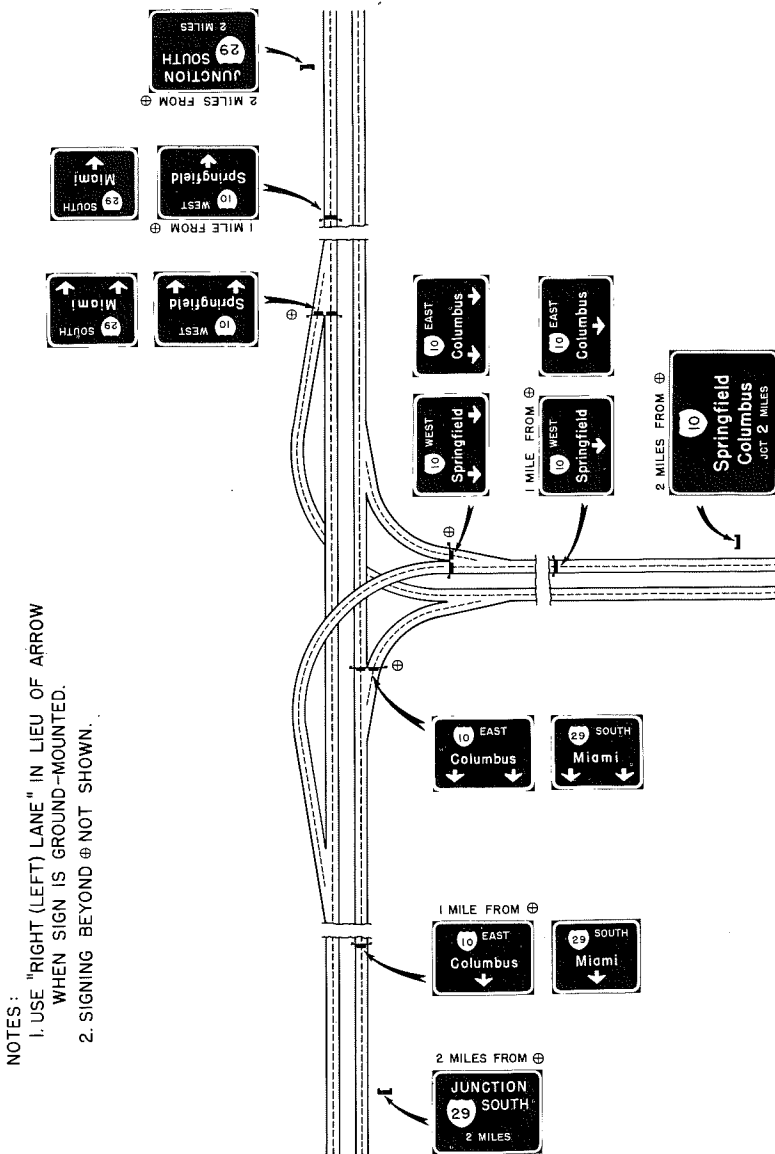 NOTES:
1. USE "RIGHT (LEFT) LANE" IN LIEU OF ARROW
WHEN SIGN IS GROUND-MOUNTED.
2. SIGNING BEYOND ⊕ NOT SHOWN.
JUNCTION
29 SOUTH
2 MILES
2 MILES FROM ⊕
29 SOUTH
Miami
10 WEST
Springfield
1 MILE FROM ⊕
29 SOUTH
Miami
10 WEST
Springfield
⊕
10 EAST
Columbus
10 WEST
Springfield
⊕
10 EAST
Columbus
1 MILE FROM ⊕
10 WEST
Springfield
2 MILES FROM ⊕
10
Springfield
Columbus
JCT 2 MILES
⊕
10 EAST
Columbus
29 SOUTH
Miami
1 MILE FROM ⊕
10 EAST
Columbus
29 SOUTH
Miami
2 MILES FROM ⊕
JUNCTION
29 SOUTH
2 MILES